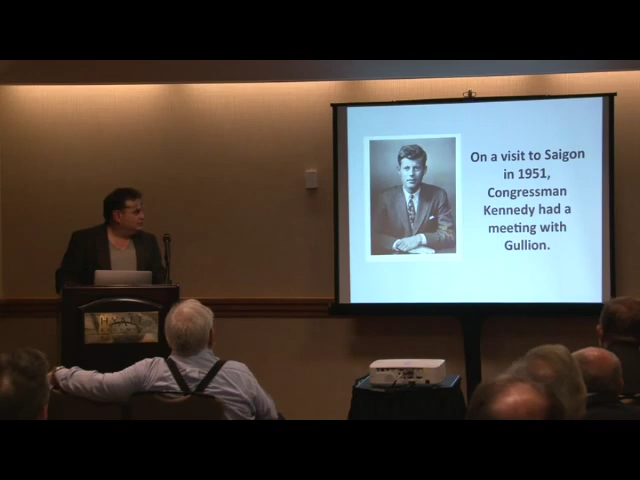 On a visit to Saigon
in 1951,
Congressman
Kennedy had a
meeting with
Gullion.